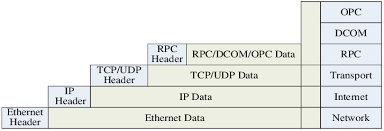 OPC
DCOM
RPC
Header
RPC/DCOM/OPC Data
RPC
TCP/UDP
Header
TCP/UDP Data
Transport
IP
Header
IP Data
Internet
Ethernet
Header
Ethernet Data
Network